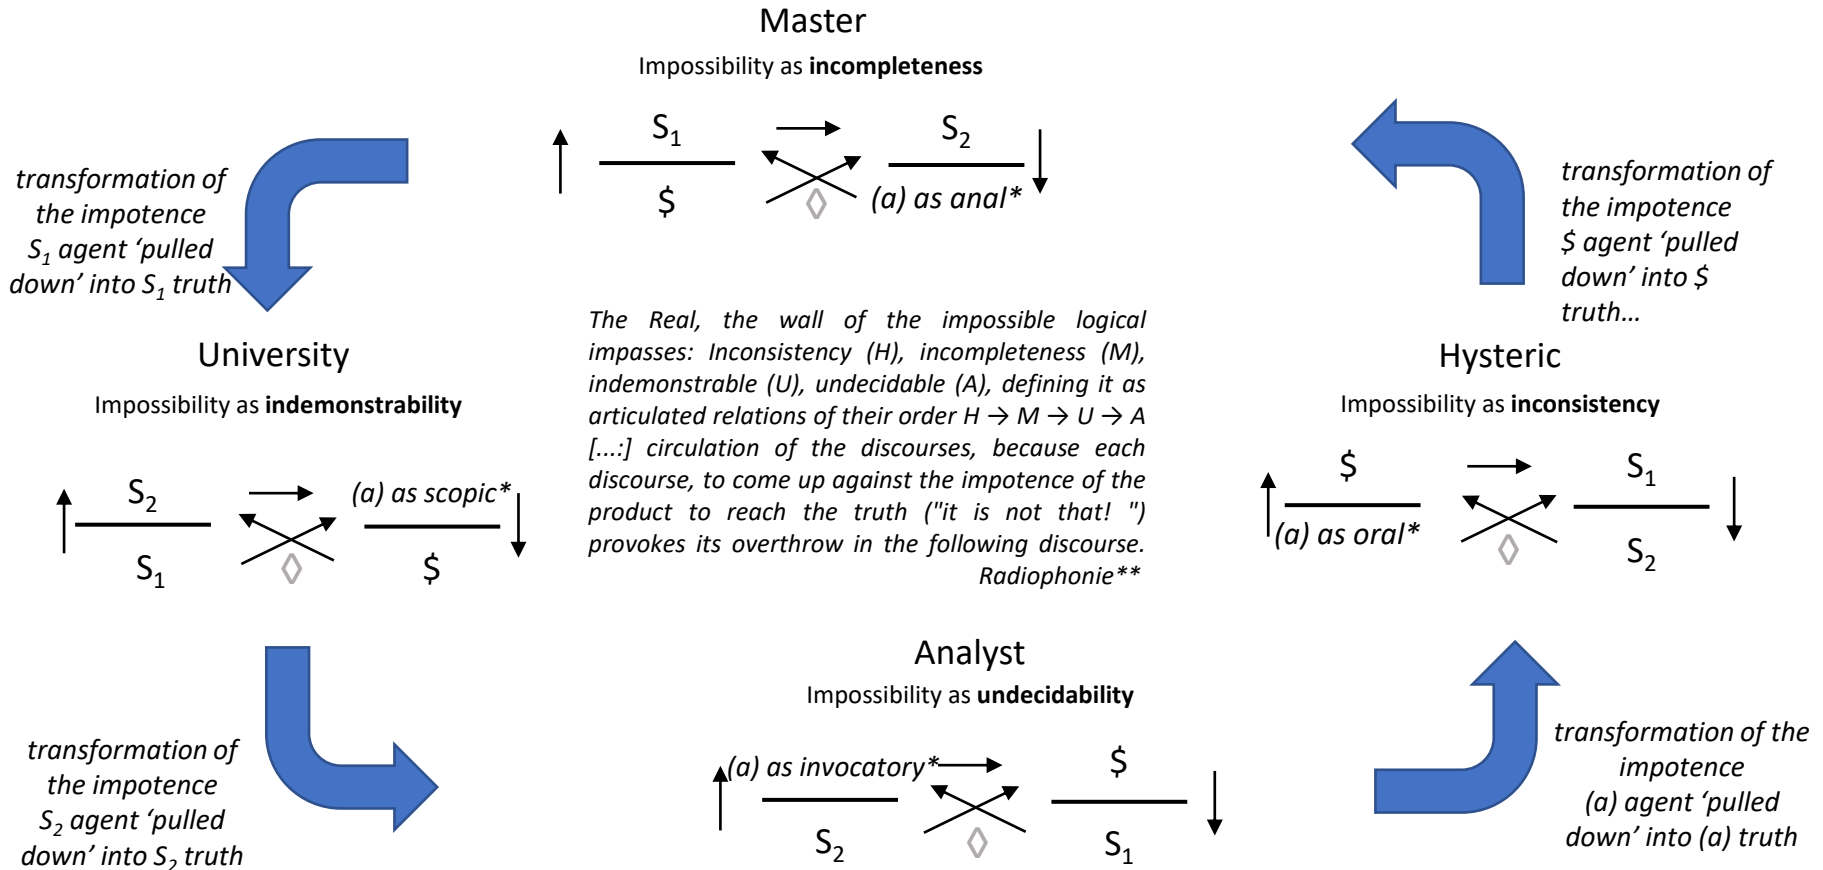 Master
Impossibility as incompleteness
S₁ → S₂
$ ◊ (a) as anal*
transformation of
the impotence
S₁ agent ‘pulled
down’ into S₁ truth
transformation of
the impotence
$ agent ‘pulled
down’ into $
truth…
The Real, the wall of the impossible logical
impasses: Inconsistency (H), incompleteness (M),
indemonstrable (U), undecidable (A), defining it as
articulated relations of their order H → M → U → A
[...:] circulation of the discourses, because each
discourse, to come up against the impotence of the
product to reach the truth ("it is not that! ")
provokes its overthrow in the following discourse.
Radiophonie**
University
Impossibility as indemonstrability
S₂ → (a) as scopic*
S₁ ◊ $
Hysteric
Impossibility as inconsistency
$ → S₁
(a) as oral* ◊ S₂
Analyst
Impossibility as undecidability
(a) as invocatory* → $
S₂ ◊ S₁
transformation of
the impotence
S₂ agent ‘pulled
down’ into S₂ truth
transformation of the
impotence
(a) agent ‘pulled
down’ into (a) truth